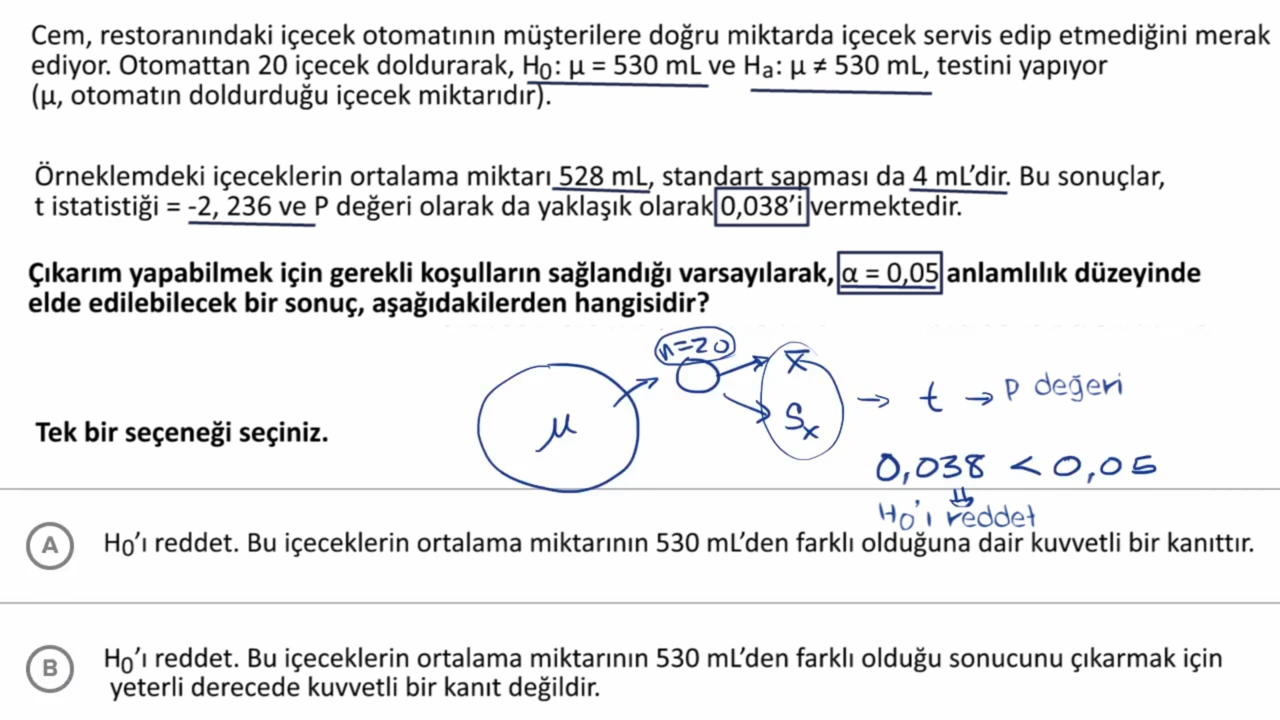 Cem, restoranındaki içecek otomatının müşterilere doğru miktarda içecek servis edip etmediğini merak
ediyor. Otomattan 20 içecek doldurarak, H0: μ = 530 mL ve Ha: μ ≠ 530 mL, testini yapıyor
(μ, otomatın doldurduğu içecek miktarıdır).
Örneklemdeki içeceklerin ortalama miktarı 528 mL, standart sapması da 4 mL'dir. Bu sonuçlar,
t istatistiği = -2, 236 ve P değeri olarak da yaklaşık olarak 0,038'i vermektedir.
Çıkarım yapabilmek için gerekli koşulların sağlandığı varsayılarak, α = 0,05 anlamlılık düzeyinde
elde edilebilecek bir sonuç, aşağıdakilerden hangisidir?
n=20
x̄
μ
Sx
→ t → P değeri
Tek bir seçeneği seçiniz.
0,038 < 0,05
⇓
H0'ı reddet
A H0'ı reddet. Bu içeceklerin ortalama miktarının 530 mL'den farklı olduğuna dair kuvvetli bir kanıttır.
B H0'ı reddet. Bu içeceklerin ortalama miktarının 530 mL'den farklı olduğu sonucunu çıkarmak için
yeterli derecede kuvvetli bir kanıt değildir.